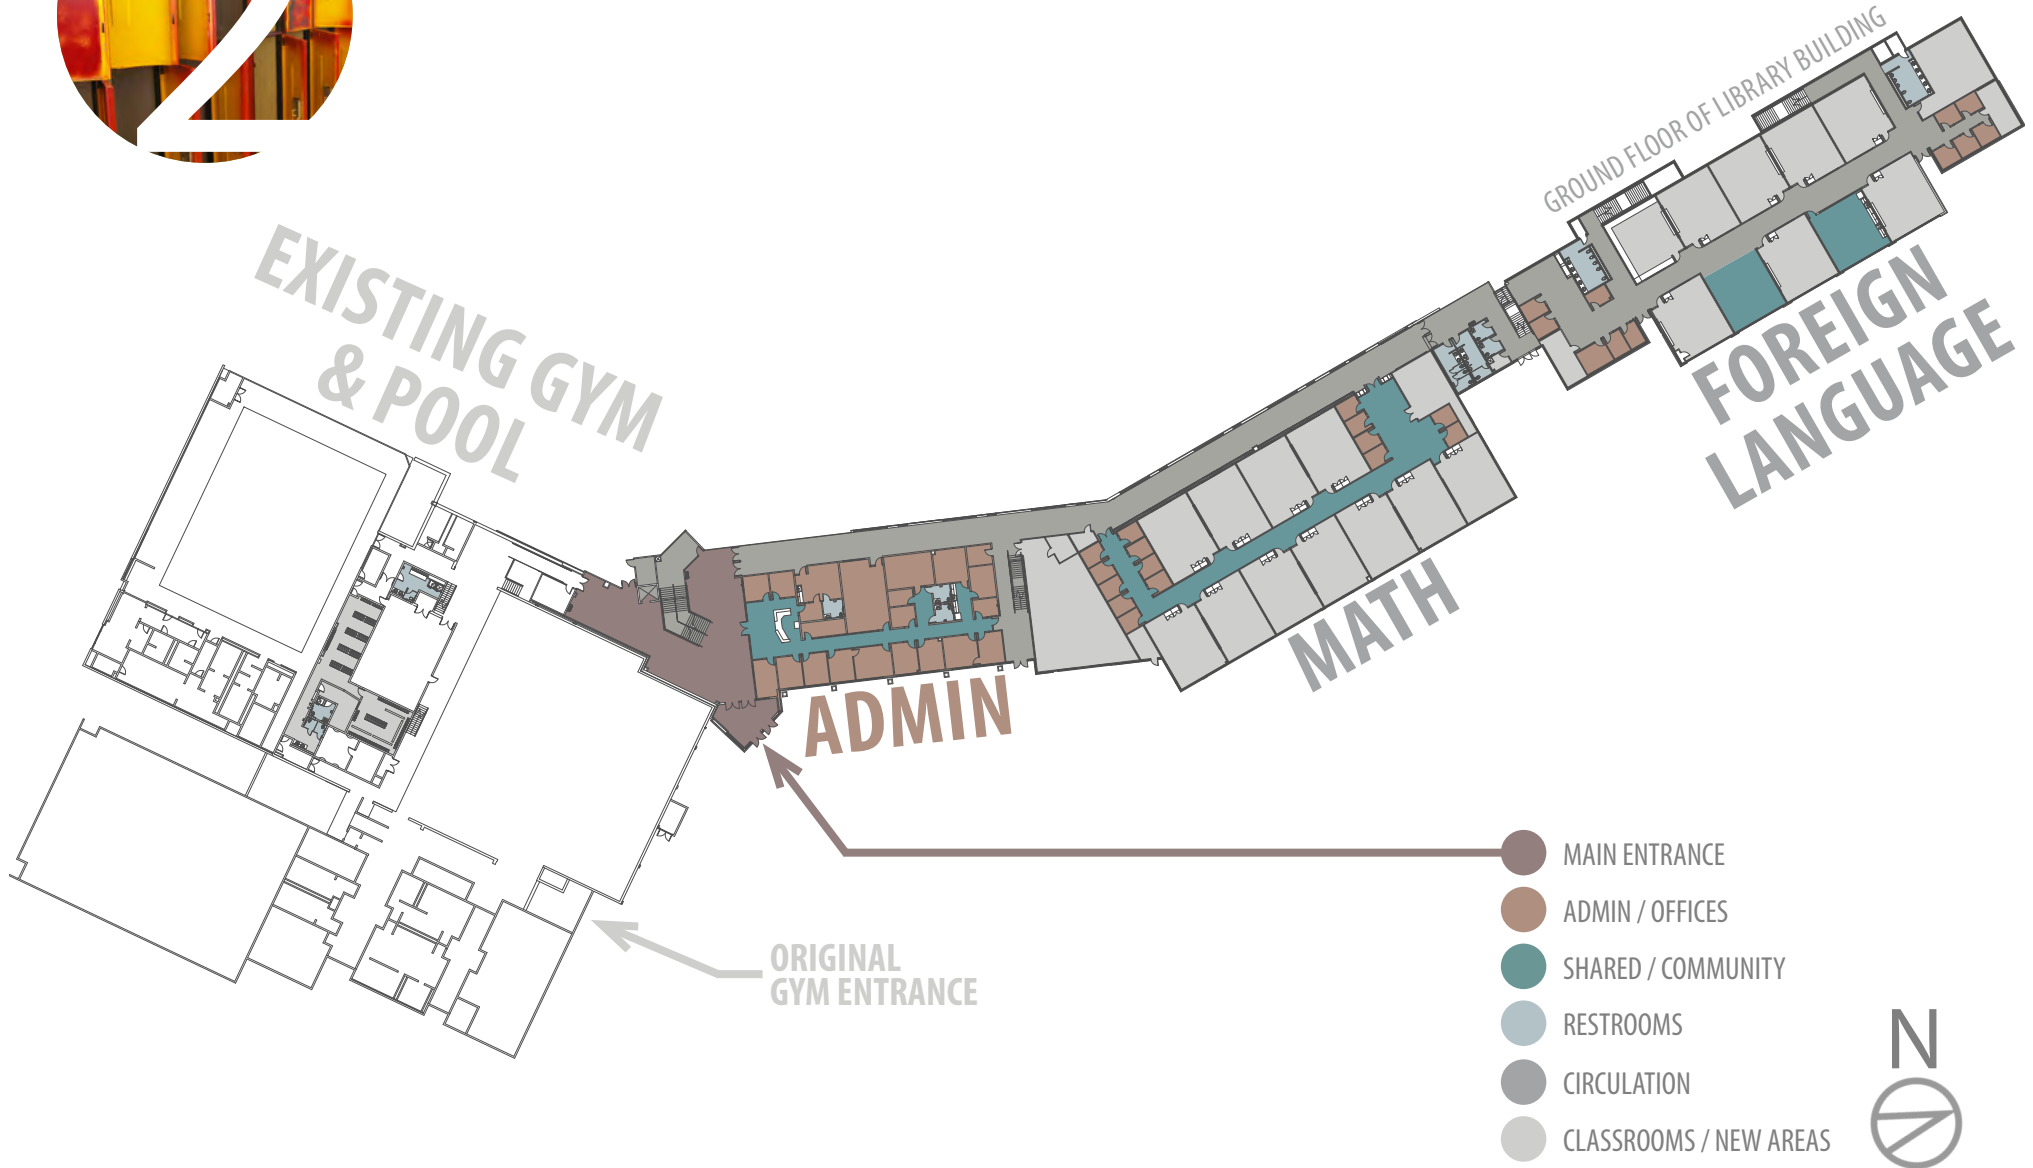 2
GROUND FLOOR OF LIBRARY BUILDING
EXISTING GYM
& POOL
FOREIGN
LANGUAGE
MATH
ADMIN
MAIN ENTRANCE
ADMIN / OFFICES
SHARED / COMMUNITY
RESTROOMS
CIRCULATION
CLASSROOMS / NEW AREAS
ORIGINAL
GYM ENTRANCE
N